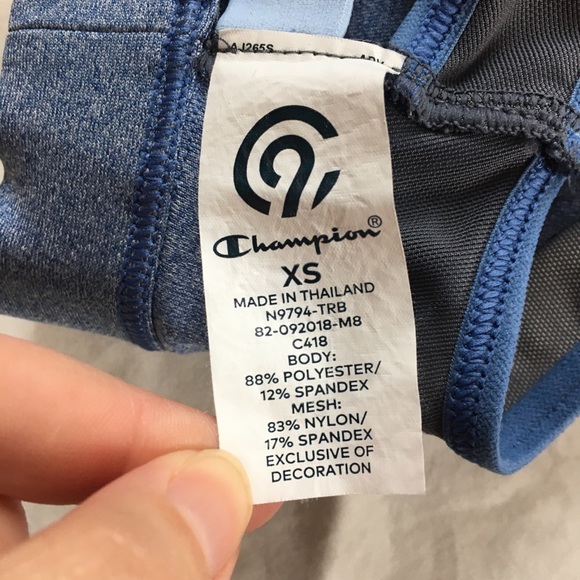 AJ265S
Champion®
XS
MADE IN THAILAND
N9794-TRB
82-092018-M8
C418
BODY:
88% POLYESTER/
12% SPANDEX
MESH:
83% NYLON/
17% SPANDEX
EXCLUSIVE OF
DECORATION